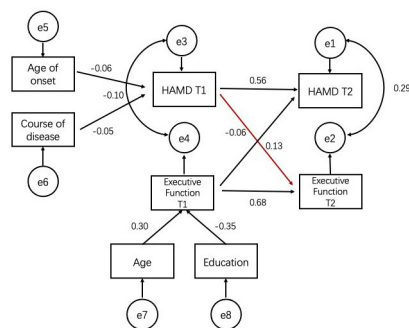 e5
e3
e1
Age of
onset
-0.06
HAMD T1
0.56
HAMD T2
0.29
-0.10
Course of
disease
-0.05
e4
-0.06
0.13
e2
e6
Executive
Function
T1
0.68
Executive
Function
T2
0.30
-0.35
Age
Education
e7
e8